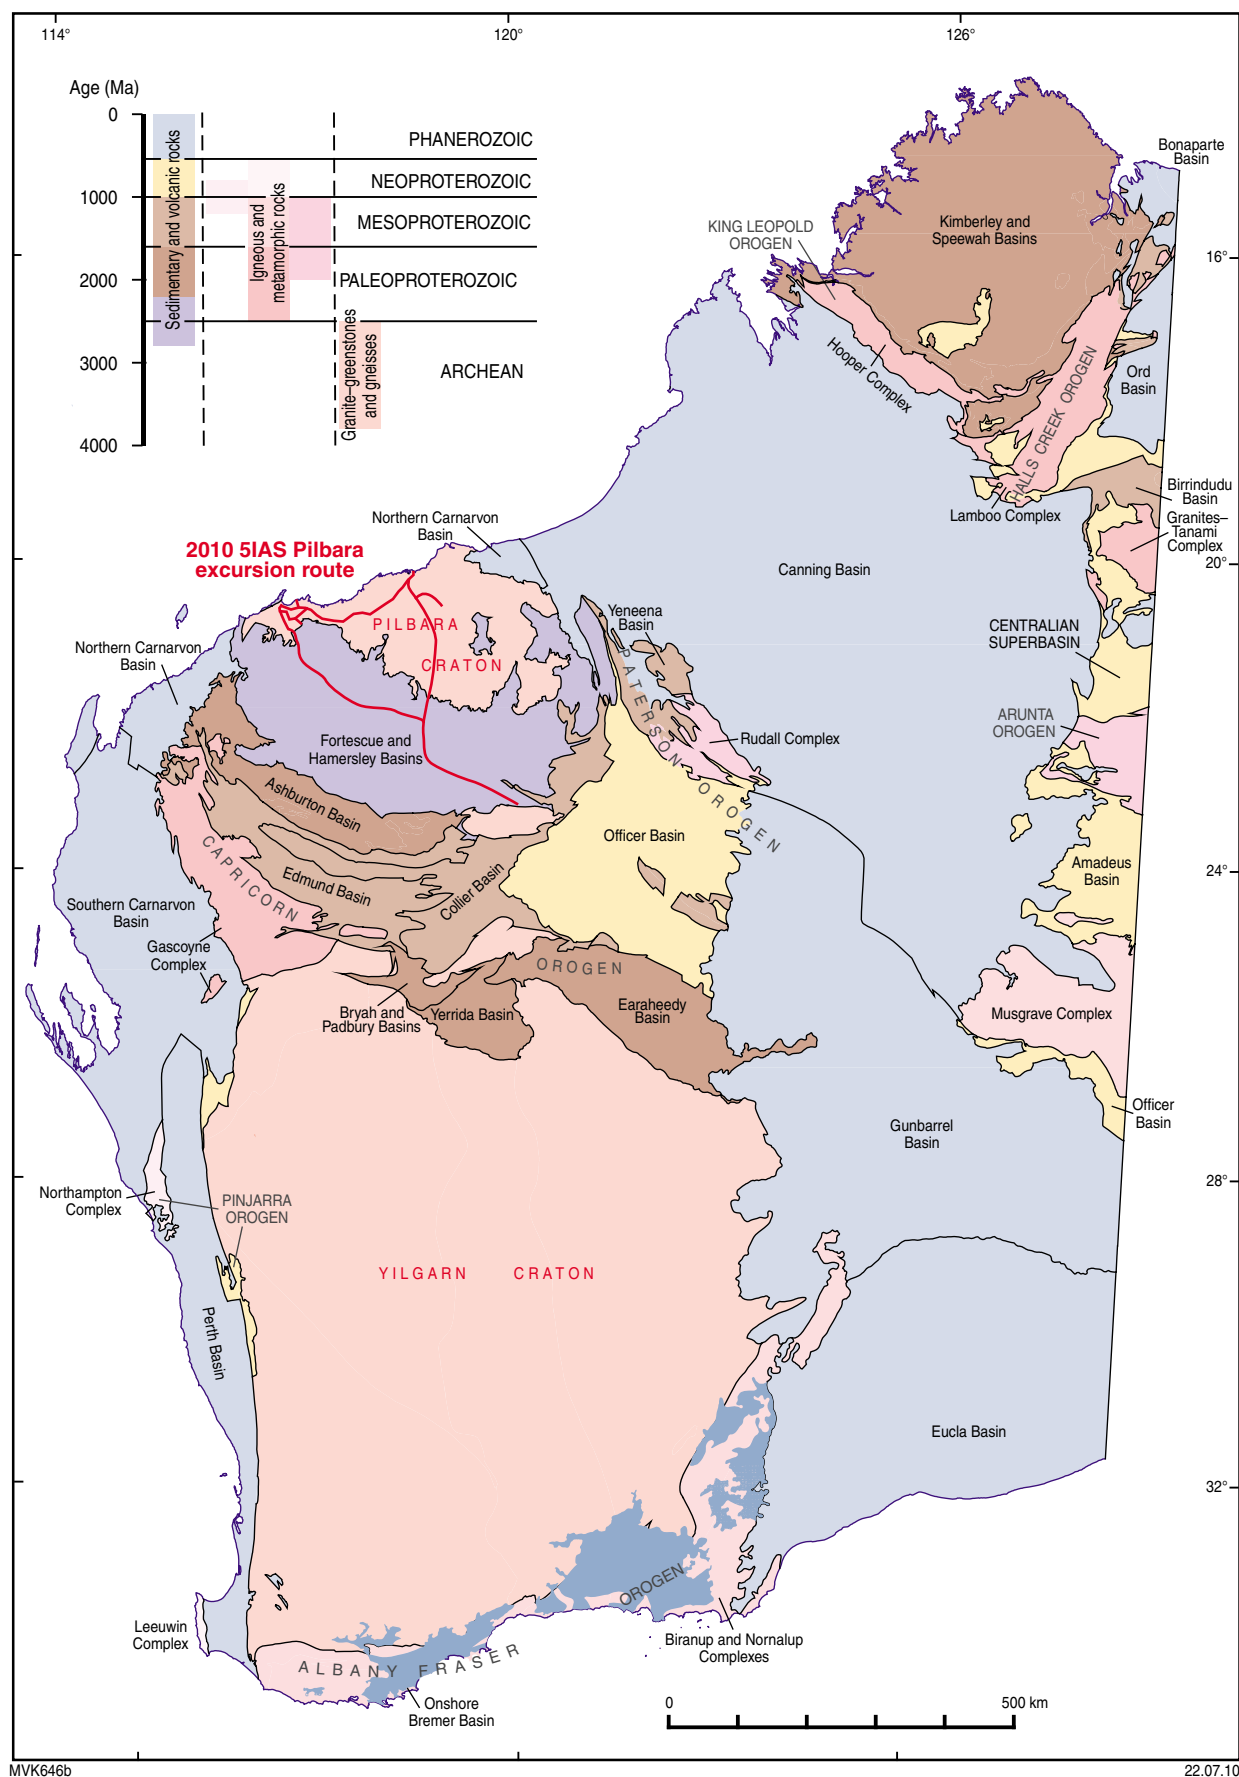 114°
120°
126°
Age (Ma)
0
1000
2000
3000
4000
Sedimentary and volcanic rocks
Igneous and
metamorphic rocks
Granite–greenstones
and gneisses
PHANEROZOIC
NEOPROTEROZOIC
MESOPROTEROZOIC
PALEOPROTEROZOIC
ARCHEAN
Bonaparte
Basin
KING LEOPOLD
OROGEN
Kimberley and
Speewah Basins
16°
Hooper Complex
HALLS CREEK OROGEN
Ord
Basin
Lamboo Complex
Birrindudu
Basin
Granites–
Tanami
Complex
Northern Carnarvon
Basin
2010 5IAS Pilbara
excursion route
Canning Basin
20°
PILBARA
CRATON
Yeneena
Basin
CENTRALIAN
SUPERBASIN
Northern Carnarvon
Basin
PATERSON OROGEN
ARUNTA
OROGEN
Rudall Complex
Fortescue and
Hamersley Basins
Ashburton Basin
Officer Basin
CAPRICORN
Edmund Basin
Collier Basin
Amadeus
Basin
24°
Southern Carnarvon
Basin
Gascoyne
Complex
OROGEN
Bryah and
Padbury Basins
Yerrida Basin
Earaheedy
Basin
Musgrave Complex
Officer
Basin
Gunbarrel
Basin
28°
Northampton
Complex
PINJARRA
OROGEN
YILGARN CRATON
Perth Basin
Eucla Basin
32°
OROGEN
Leeuwin
Complex
Biranup and Nornalup
Complexes
ALBANY FRASER
Onshore
Bremer Basin
0
500 km
MVK646b
22.07.10